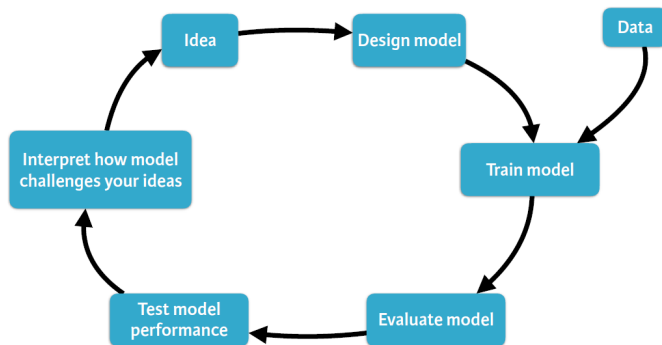 Idea
Design model
Data
Train model
Evaluate model
Test model
performance
Interpret how model
challenges your ideas